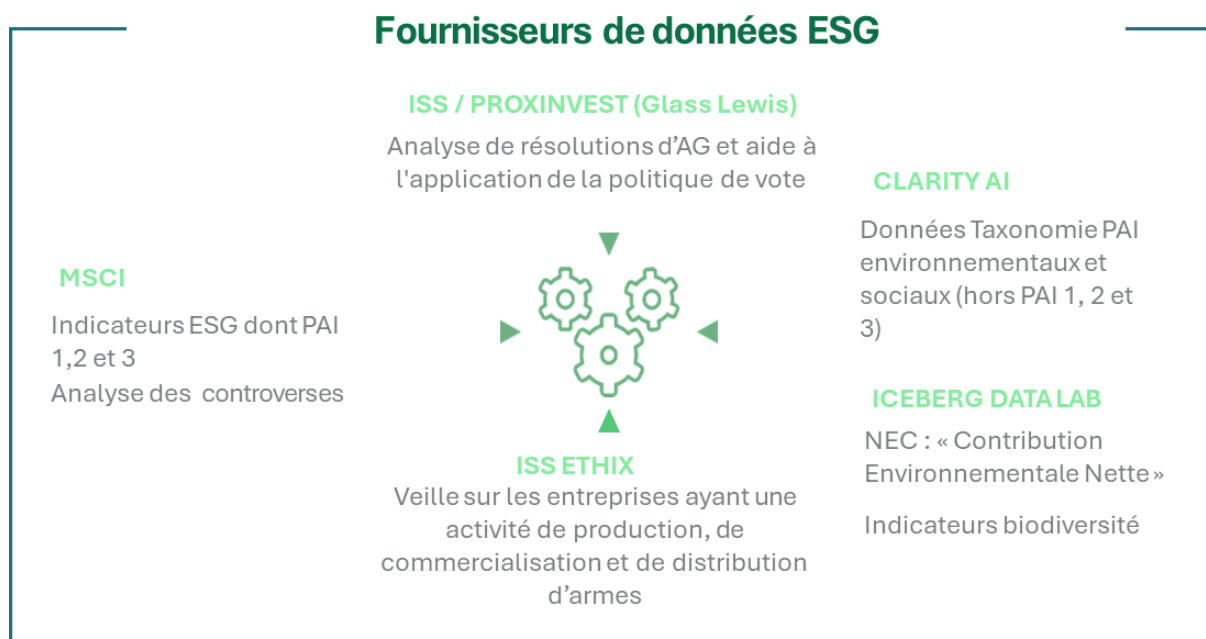 Fournisseurs de données ESG
ISS / PROXINVEST (Glass Lewis)
Analyse de résolutions d’AG et aide à
l'application de la politique de vote
MSCI
Indicateurs ESG dont PAI
1,2 et 3
Analyse des controverses
CLARITY AI
Données Taxonomie PAI
environnementaux et
sociaux (hors PAI 1, 2 et
3)
ICEBERG DATA LAB
NEC : « Contribution
Environnementale Nette »
Indicateurs biodiversité
ISS ETHIX
Veille sur les entreprises ayant une
activité de production, de
commercialisation et de distribution
d’armes